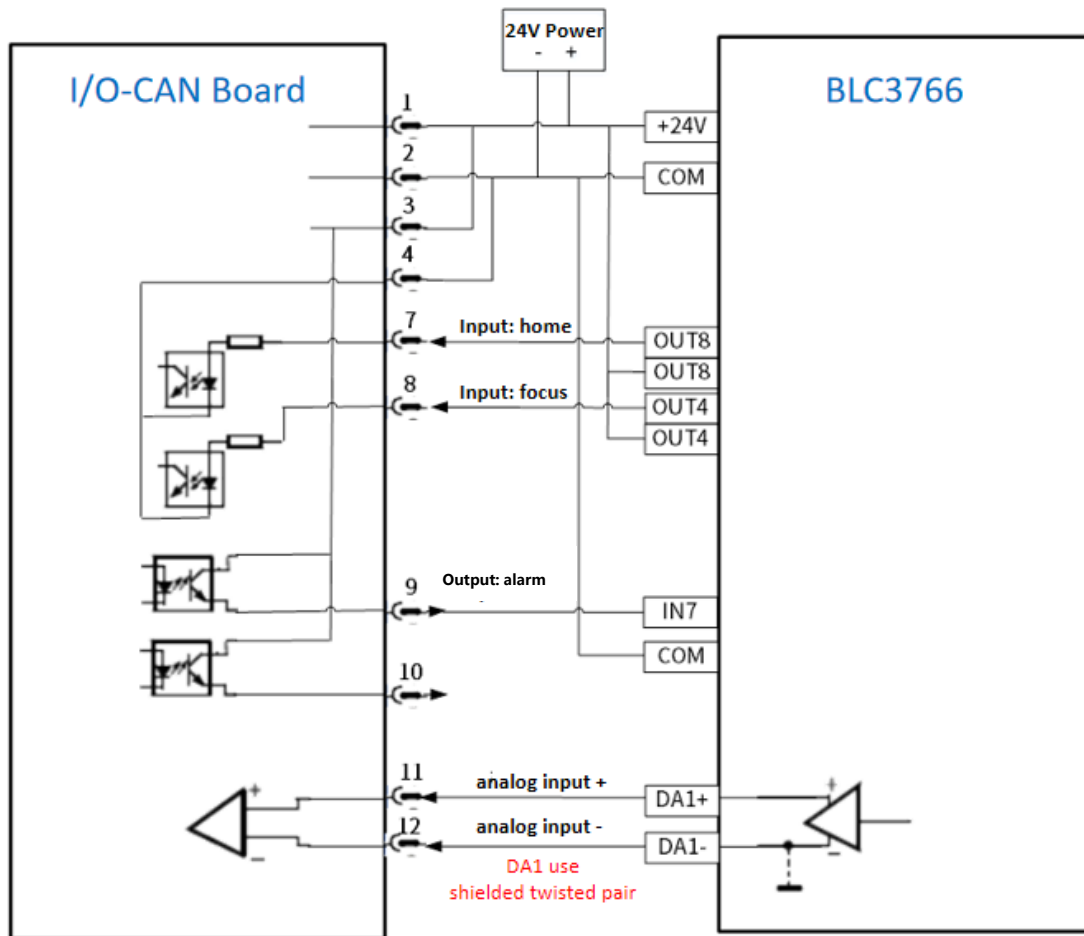 24V Power
- +
I/O-CAN Board
BLC3766
1
+24V
2
COM
3
4
7
Input: home
OUT8
OUT8
8
Input: focus
OUT4
OUT4
9
Output: alarm
IN7
COM
10
11
analog input +
DA1+
+
+
12
analog input -
DA1-
-
-
DA1 use
shielded twisted pair